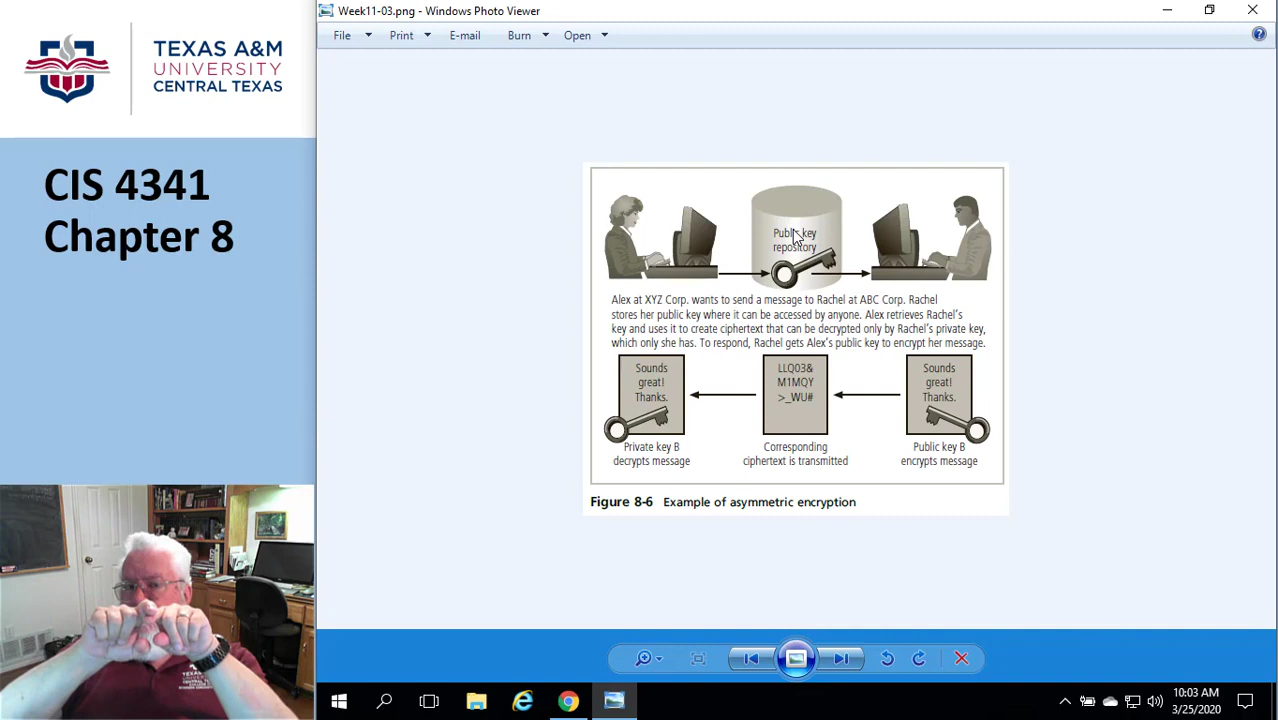 Week11-03.png - Windows Photo Viewer
File
Print
E-mail
Burn
Open
TEXAS A&M
UNIVERSITY
CENTRAL TEXAS
CIS 4341
Chapter 8
Public key
repository
Alex at XYZ Corp. wants to send a message to Rachel at ABC Corp. Rachel
stores her public key where it can be accessed by anyone. Alex retrieves Rachel's
key and uses it to create ciphertext that can be decrypted only by Rachel's private key,
which only she has. To respond, Rachel gets Alex's public key to encrypt her message.
Sounds
great!
Thanks.
LLQ03&
M1MQY
>_WU#
Sounds
great!
Thanks.
Private key B
decrypts message
Corresponding
ciphertext is transmitted
Public key B
encrypts message
Figure 8-6 Example of asymmetric encryption
TEXAS
10:03 AM
3/25/2020